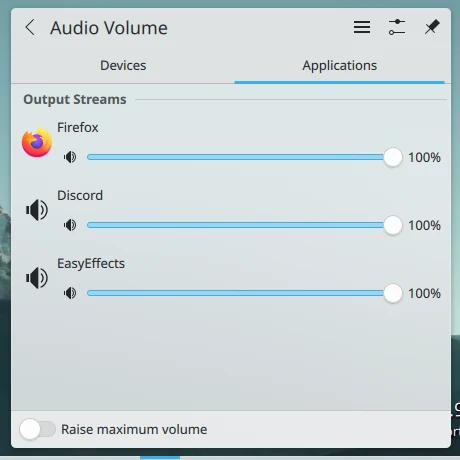 Audio Volume
Devices
Applications
Output Streams
Firefox
100%
Discord
100%
EasyEffects
100%
Raise maximum volume